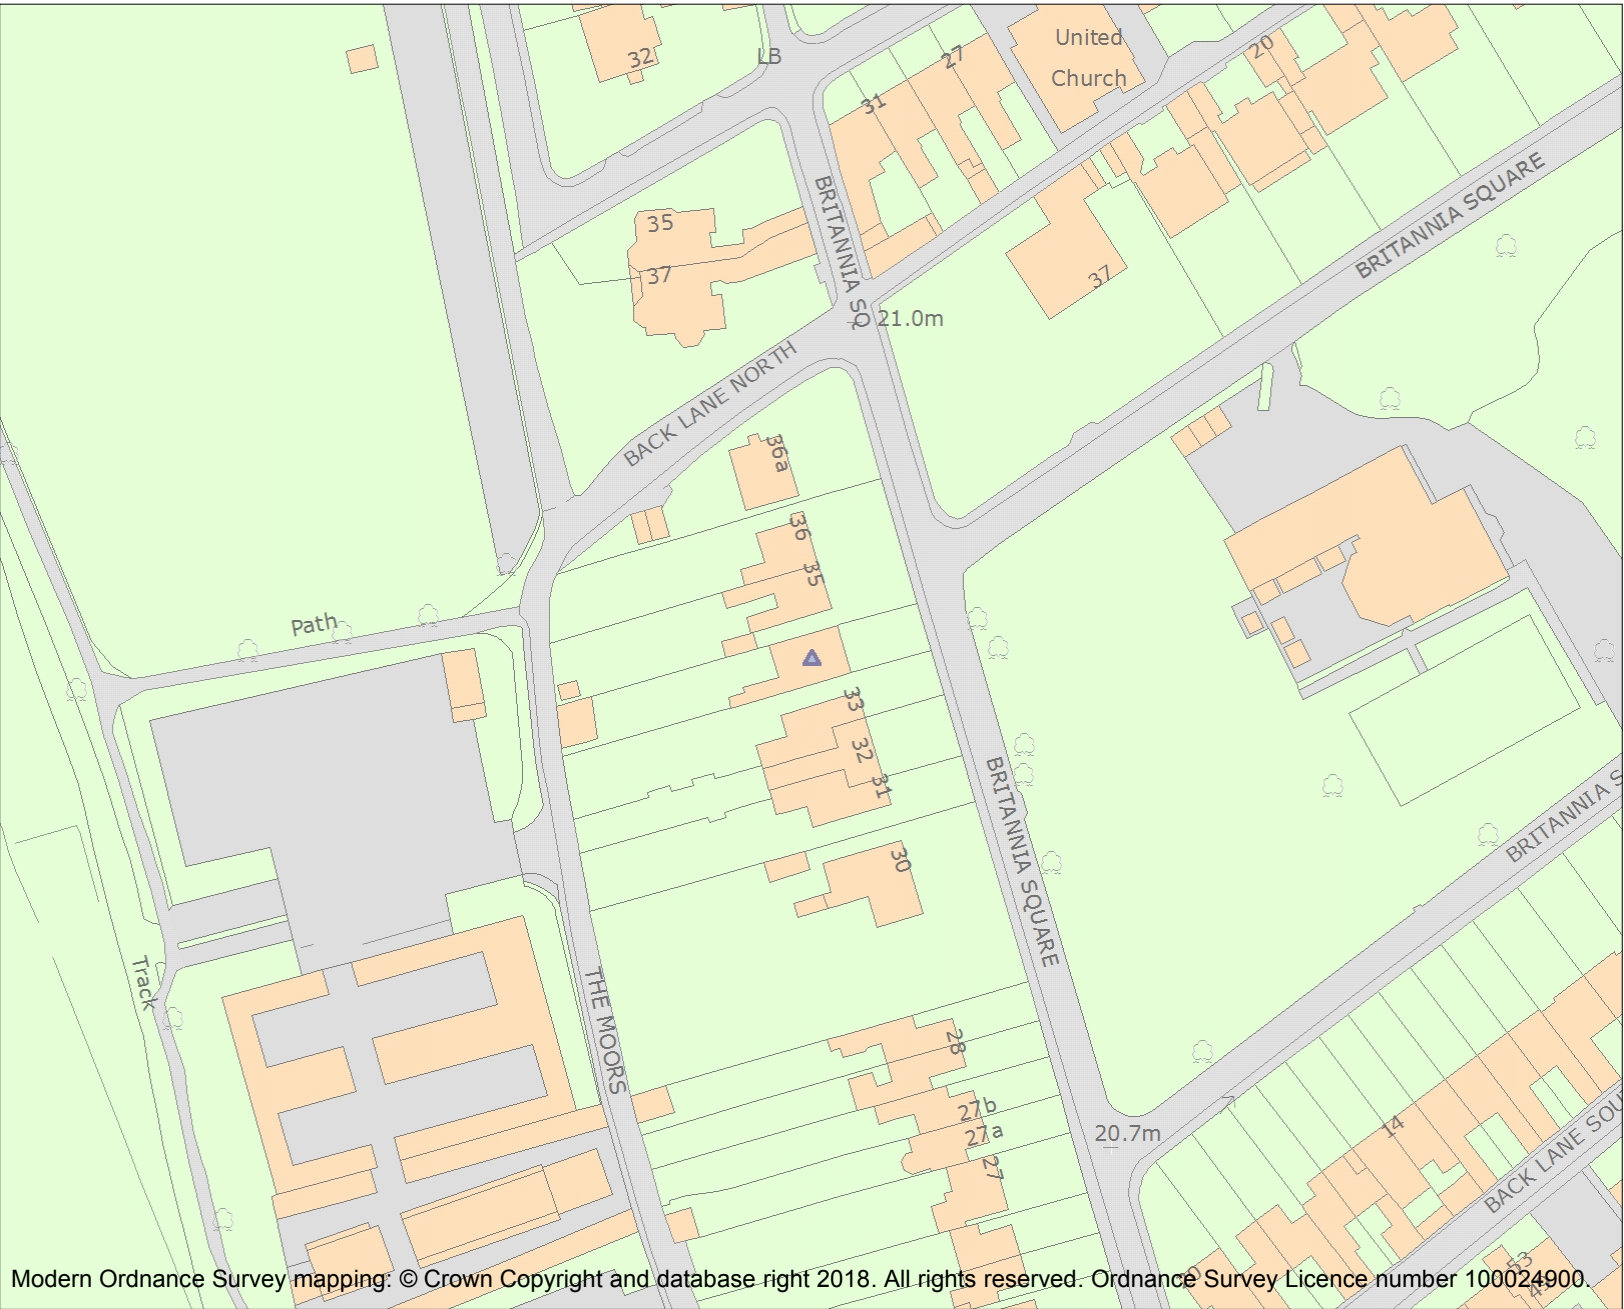 32
LB
United
Church
27
20
31
BRITANNIA SQ
BRITANNIA SQUARE
35
37
37
21.0m
BACK LANE NORTH
36a
36
35
Path
33
32
31
BRITANNIA SQUARE
BRITANNIA S
30
Track
THE MOORS
28
27b
27a
27
20.7m
14
BACK LANE SOU
53
Modern Ordnance Survey mapping: © Crown Copyright and database right 2018. All rights reserved. Ordnance Survey Licence number 100024900.